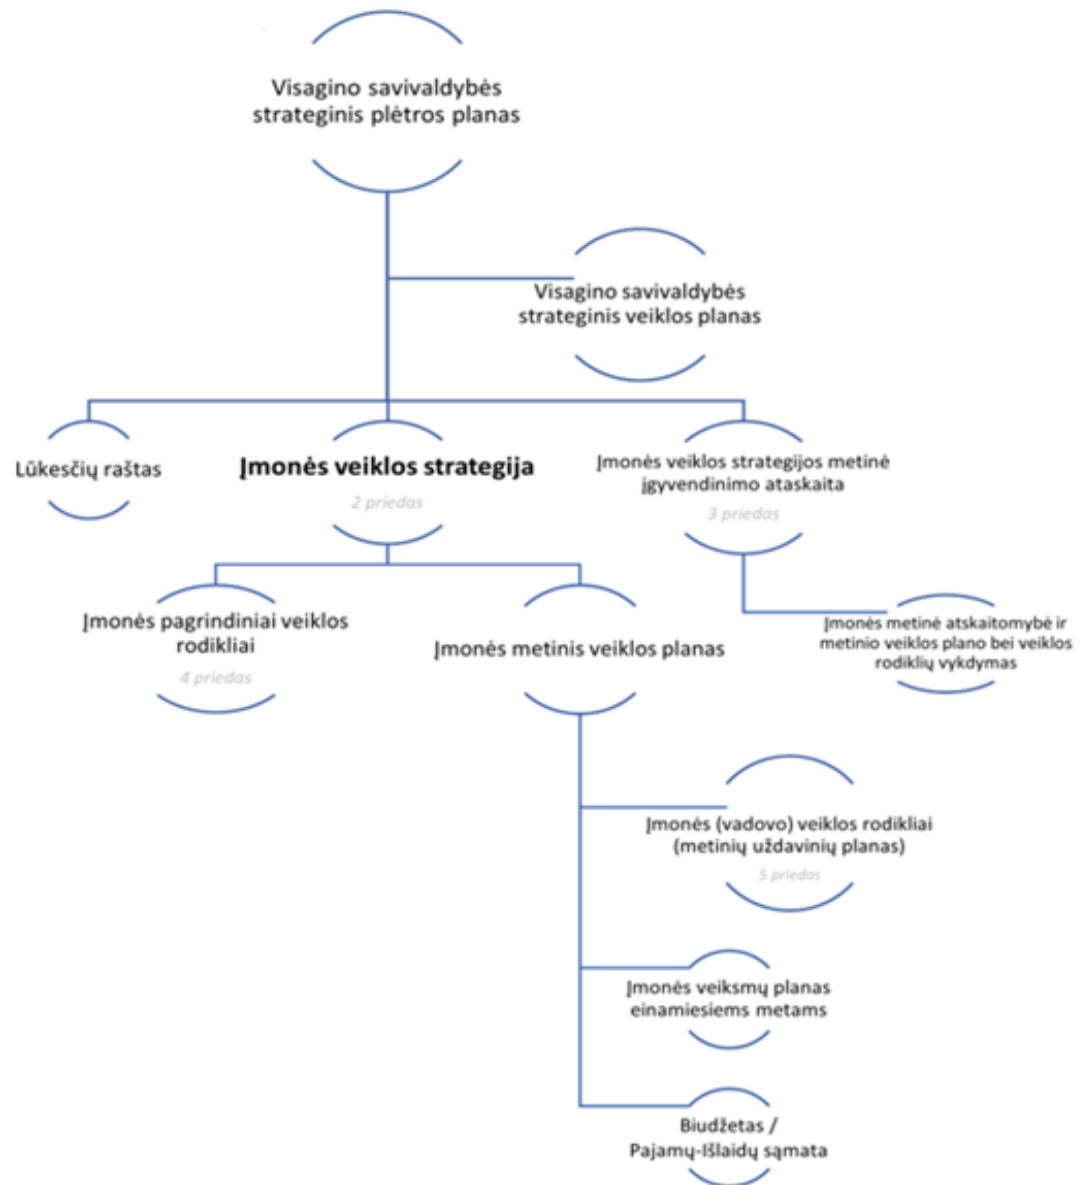 Visagino savivaldybės
strateginis plėtros planas
Visagino savivaldybės
strateginis veiklos planas
Lūkesčių raštas
Įmonės veiklos strategija
2 priedas
Įmonės veiklos strategijos metinė
įgyvendinimo ataskaita
3 priedas
Įmonės pagrindiniai veiklos
rodikliai
4 priedas
Įmonės metinis veiklos planas
Įmonės metinė atskaitomybė ir
metinio veiklos plano bei veiklos
rodiklių vykdymas
Įmonės (vadovo) veiklos rodikliai
(metinių uždavinių planas)
5 priedas
Įmonės veiksmų planas
einamiesiems metams
Biudžetas /
Pajamų-Išlaidų sąmata